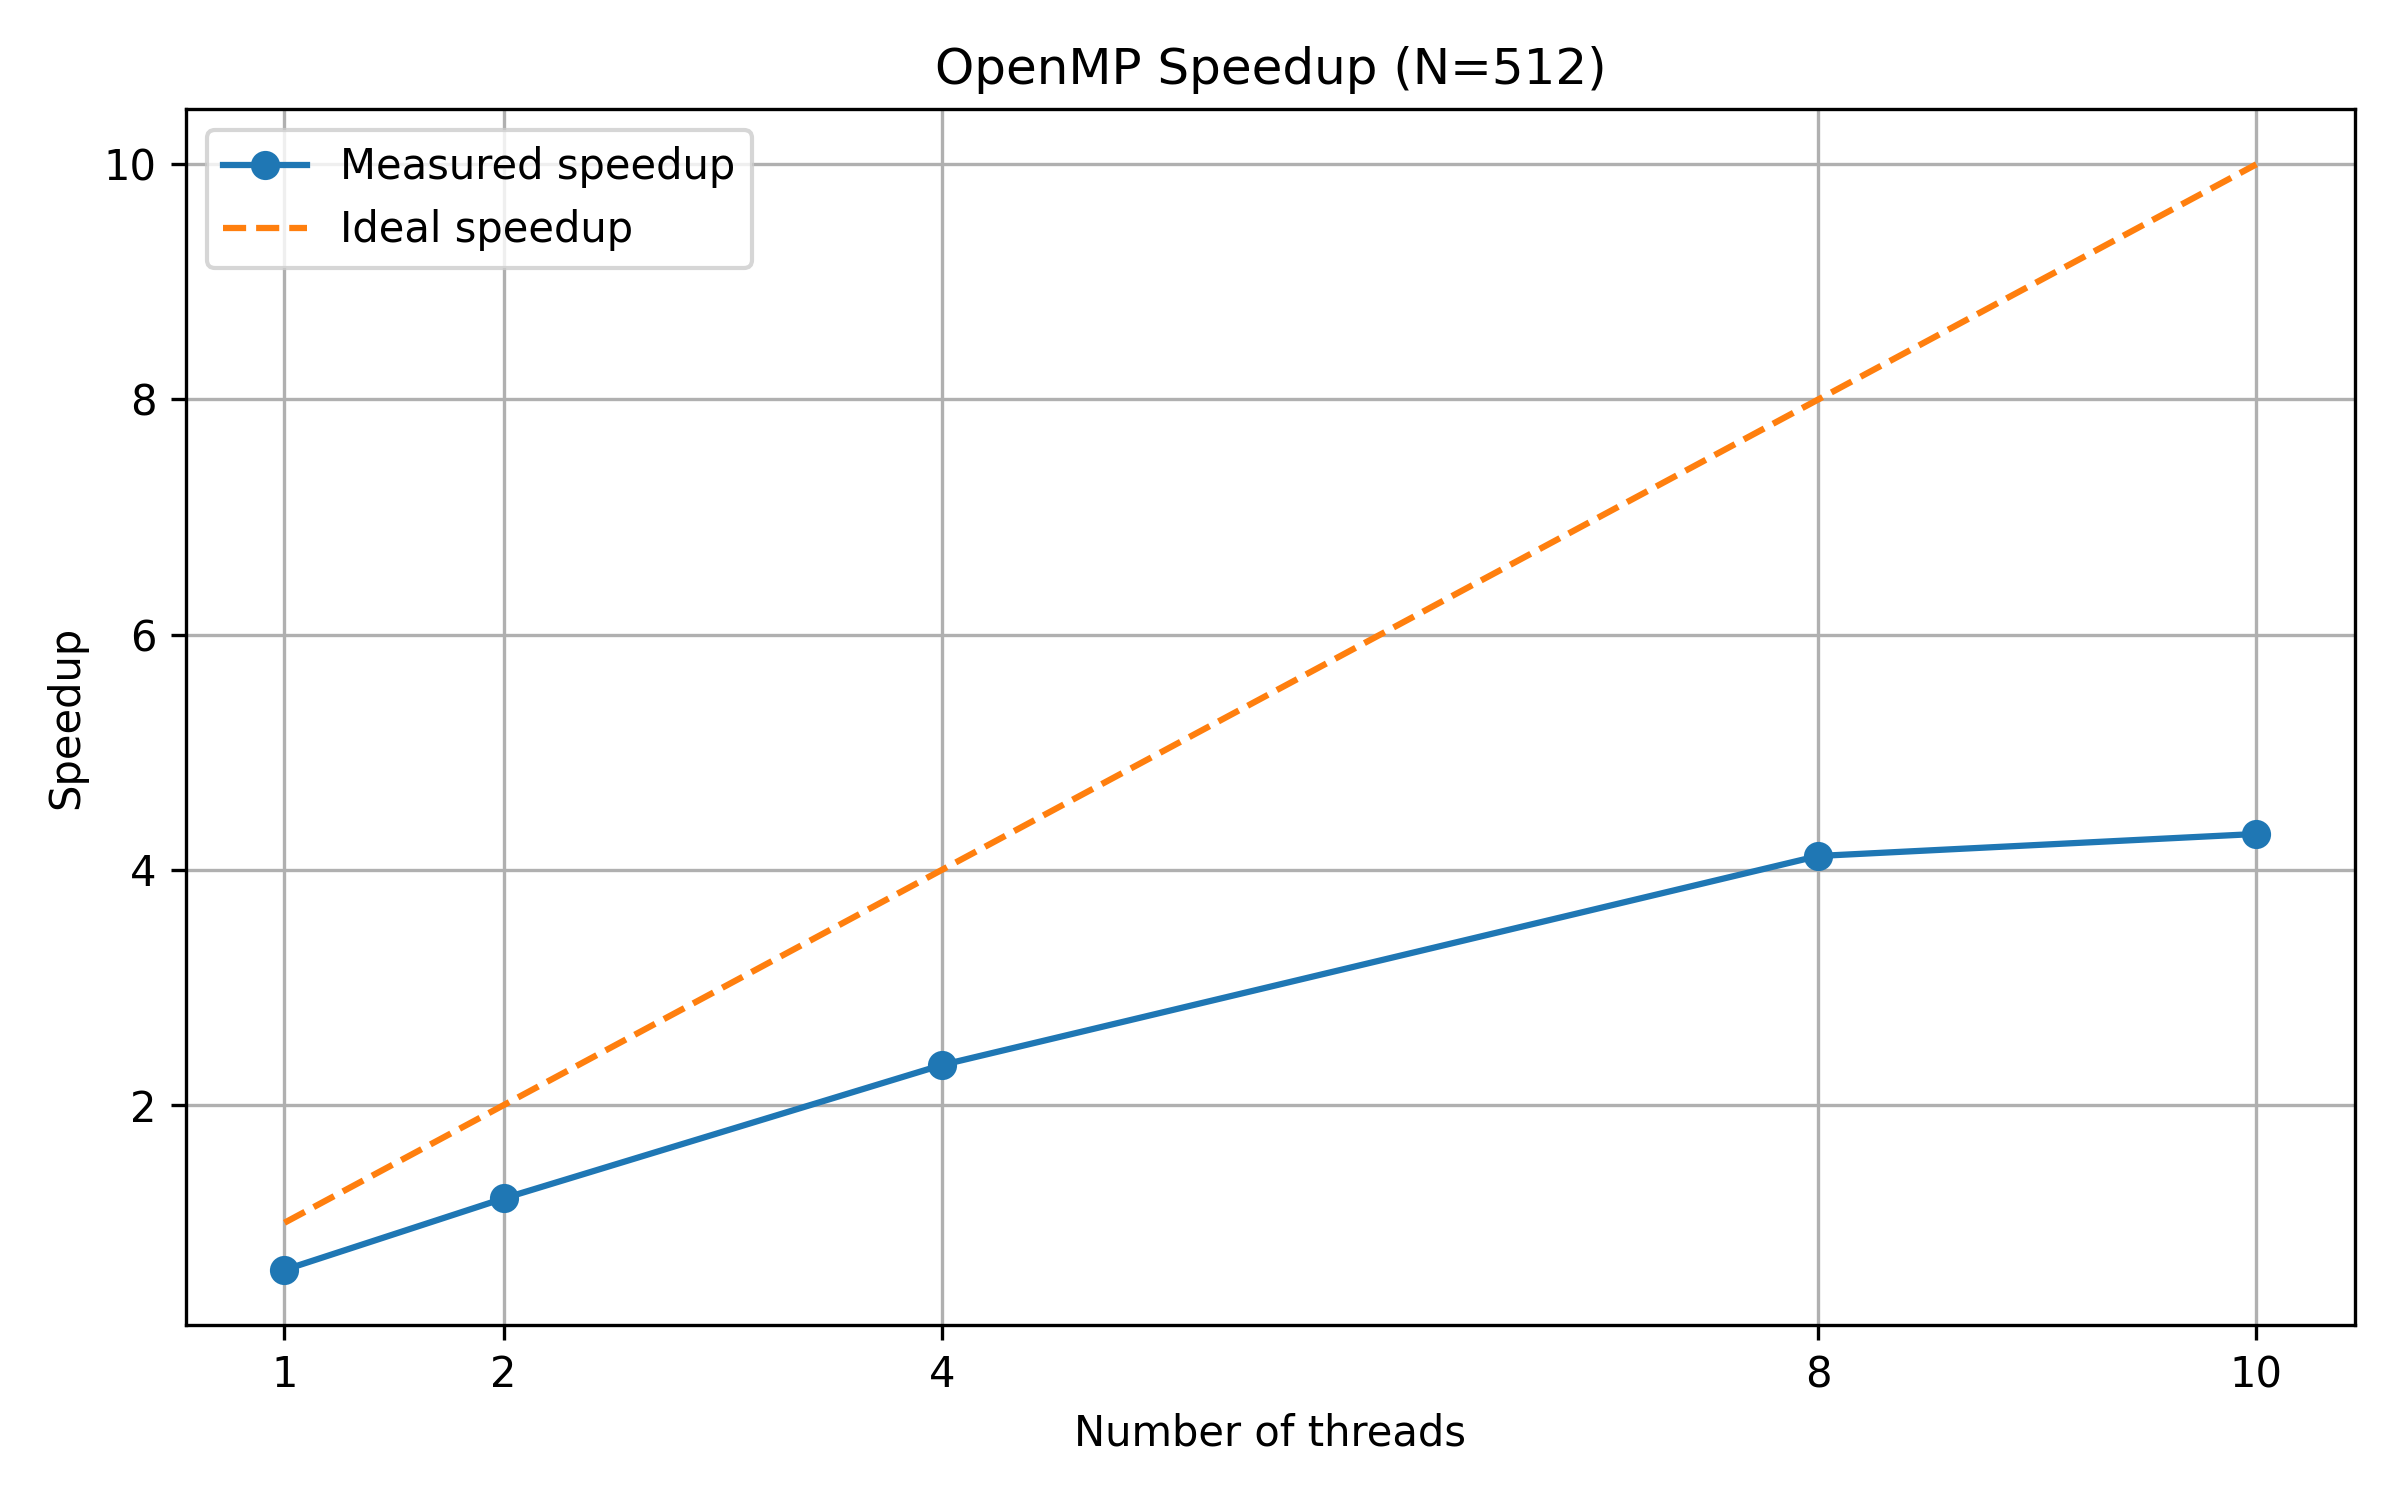 OpenMP Speedup (N=512)
Measured speedup
Ideal speedup
10
8
6
4
2
Speedup
1 2 4 8 10
Number of threads